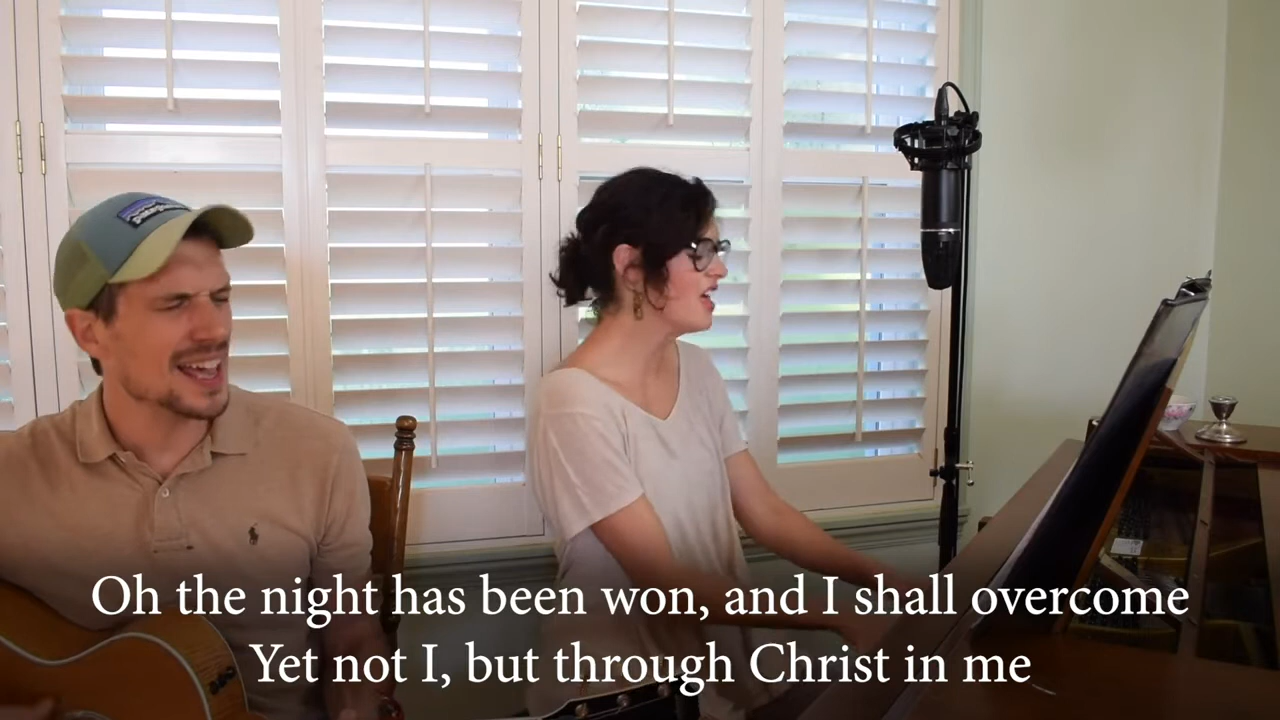 Oh the night has been won, and I shall overcome
Yet not I, but through Christ in me